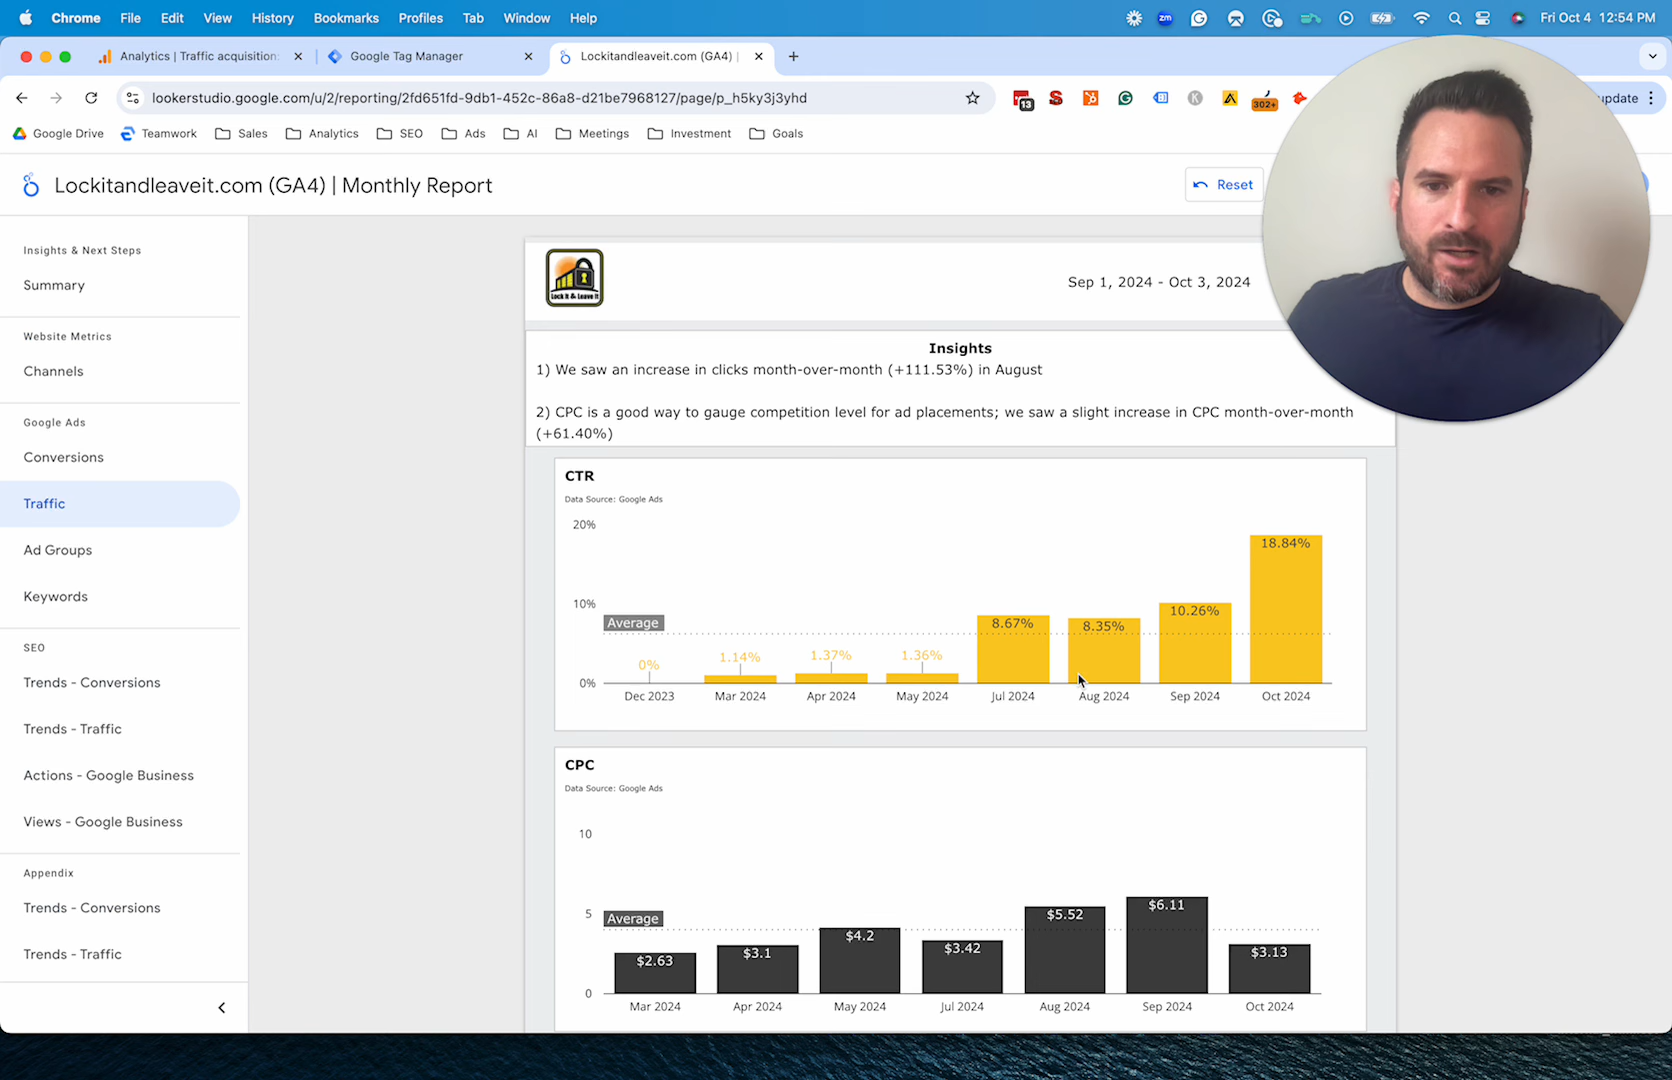 Chrome File Edit View History Bookmarks Profiles Tab Window Help
zm
Fri Oct 4 12:54 PM
Analytics | Traffic acquisition:
Google Tag Manager
Lockitandleaveit.com (GA4) |
lookerstudio.google.com/u/2/reporting/2fd651fd-9db1-452c-86a8-d21be7968127/page/p_h5ky3j3yhd
13
302+
update
Google Drive Teamwork Sales Analytics SEO Ads AI Meetings Investment Goals
Lockitandleaveit.com (GA4) | Monthly Report
Reset
Insights & Next Steps
Summary
Website Metrics
Channels
Google Ads
Conversions
Traffic
Ad Groups
Keywords
SEO
Trends - Conversions
Trends - Traffic
Actions - Google Business
Views - Google Business
Appendix
Trends - Conversions
Trends - Traffic
Lock It & Leave It
Sep 1, 2024 - Oct 3, 2024
Insights
1) We saw an increase in clicks month-over-month (+111.53%) in August
2) CPC is a good way to gauge competition level for ad placements; we saw a slight increase in CPC month-over-month
(+61.40%)
CTR
Data Source: Google Ads
20%
10%
0%
Average
0%
1.14%
1.37%
1.36%
8.67%
8.35%
10.26%
18.84%
Dec 2023 Mar 2024 Apr 2024 May 2024 Jul 2024 Aug 2024 Sep 2024 Oct 2024
CPC
Data Source: Google Ads
10
5
0
Average
$2.63
$3.1
$4.2
$3.42
$5.52
$6.11
$3.13
Mar 2024 Apr 2024 May 2024 Jul 2024 Aug 2024 Sep 2024 Oct 2024